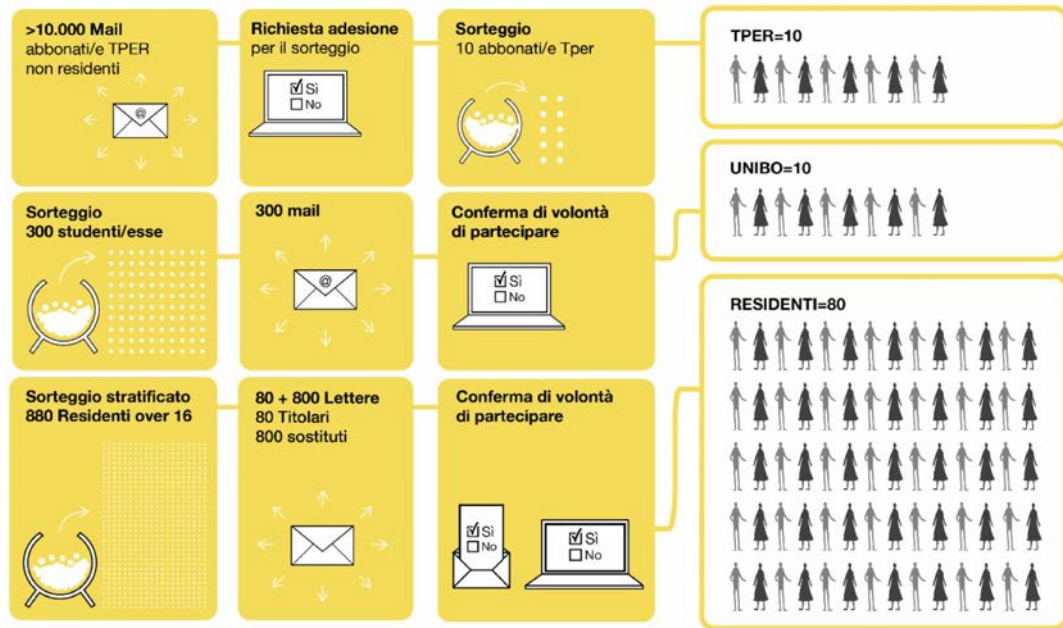 >10.000 Mail
abbonati/e TPER
non residenti
@
Richiesta adesione
per il sorteggio
Sì
No
Sorteggio
10 abbonati/e Tper
TPER=10
Sorteggio
300 studenti/esse
300 mail
@
Conferma di volontà
di partecipare
Sì
No
UNIBO=10
Sorteggio stratificato
880 Residenti over 16
80 + 800 Lettere
80 Titolari
800 sostituti
Conferma di volontà
di partecipare
Sì
No
Sì
No
RESIDENTI=80